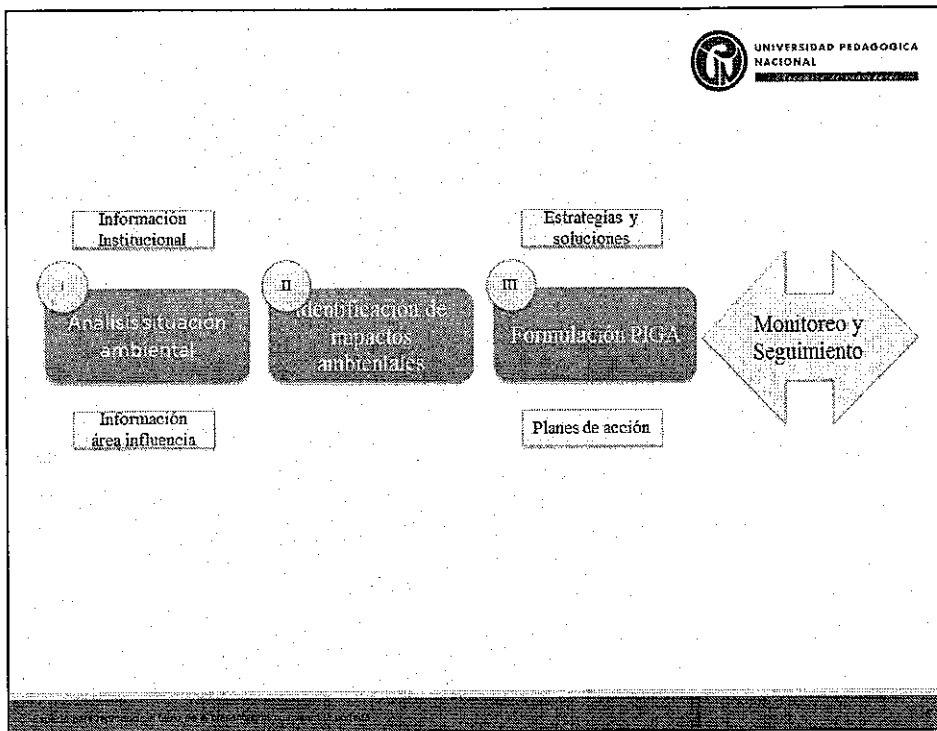 UNIVERSIDAD PEDAGOGICA
NACIONAL
Información
Institucional
Estrategias y
soluciones
I
II
III
Análisis situación
ambiental
Identificación de
impactos
ambientales
Formulación PIGA
Monitoreo y
Seguimiento
Información
área influencia
Planes de acción